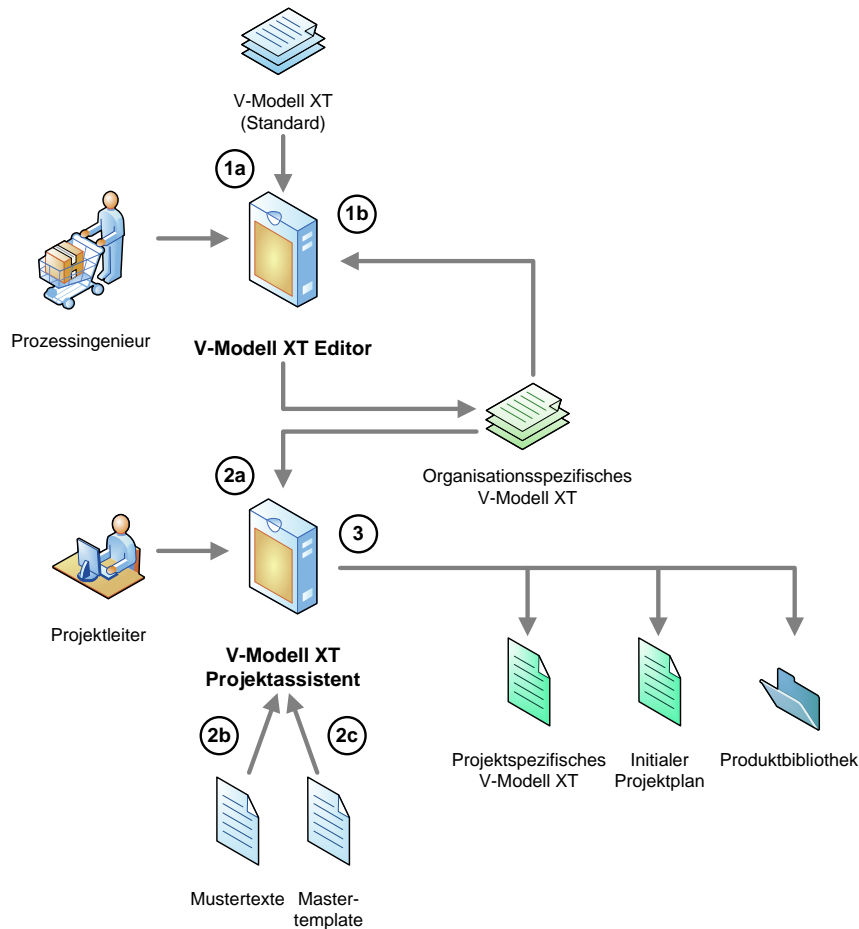 V-Modell XT
(Standard)
1a
1b
Prozessingenieur
V-Modell XT Editor
2a
Organisationsspezifisches
V-Modell XT
3
Projektleiter
V-Modell XT
Projektassistent
2b
2c
Projektspezifisches
V-Modell XT
Initialer
Projektplan
Produktbibliothek
Mustertexte
Master-
template